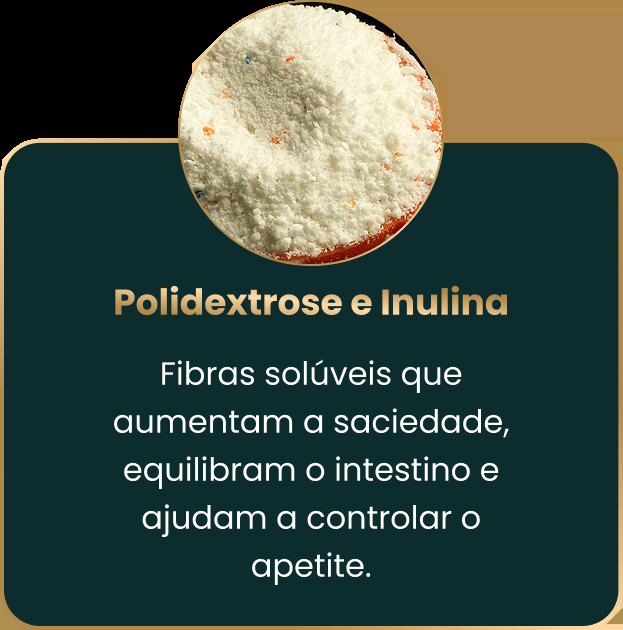 Polidextrose e Inulina
Fibras solúveis que
aumentam a saciedade,
equilibram o intestino e
ajudam a controlar o
apetite.